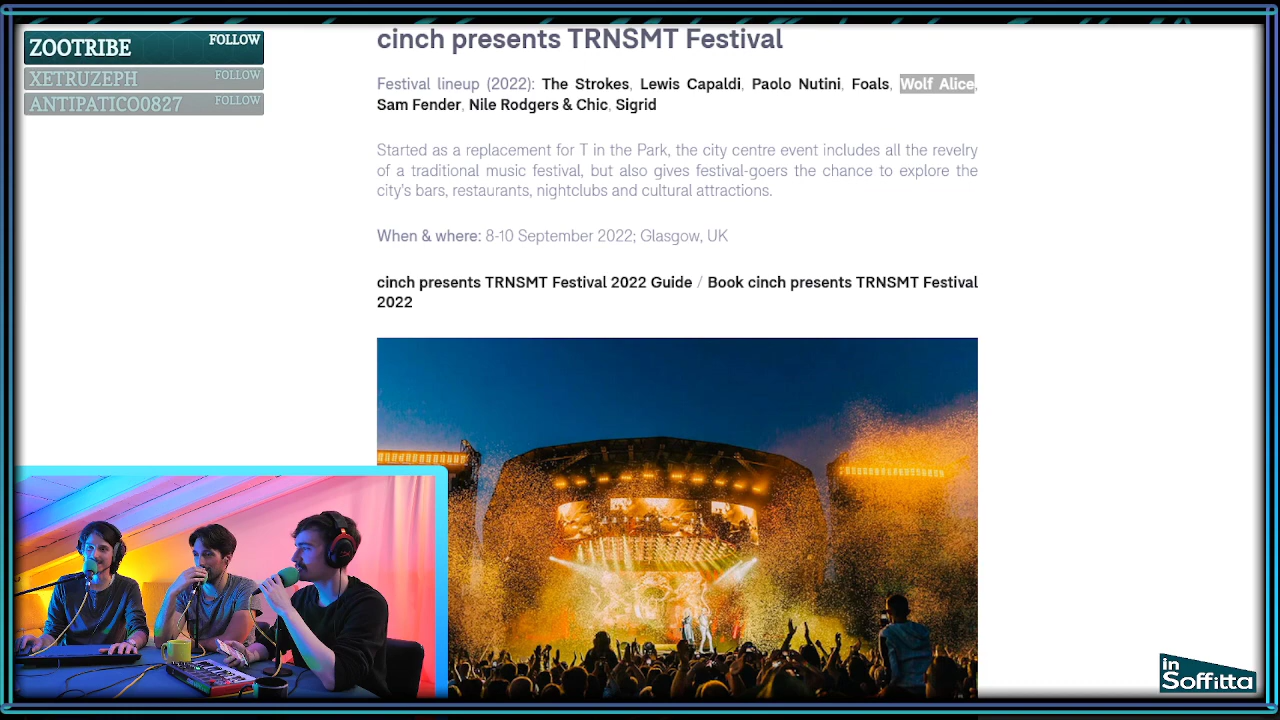 ZOOTRIBE FOLLOW
XETRUZEPH FOLLOW
ANTIPATICO0827 FOLLOW
cinch presents TRNSMT Festival
Festival lineup (2022): The Strokes, Lewis Capaldi, Paolo Nutini, Foals, Wolf Alice,
Sam Fender, Nile Rodgers & Chic, Sigrid
Started as a replacement for T in the Park, the city centre event includes all the revelry
of a traditional music festival, but also gives festival-goers the chance to explore the
city's bars, restaurants, nightclubs and cultural attractions.
When & where: 8-10 September 2022; Glasgow, UK
cinch presents TRNSMT Festival 2022 Guide / Book cinch presents TRNSMT Festival
2022
in
Soffitta